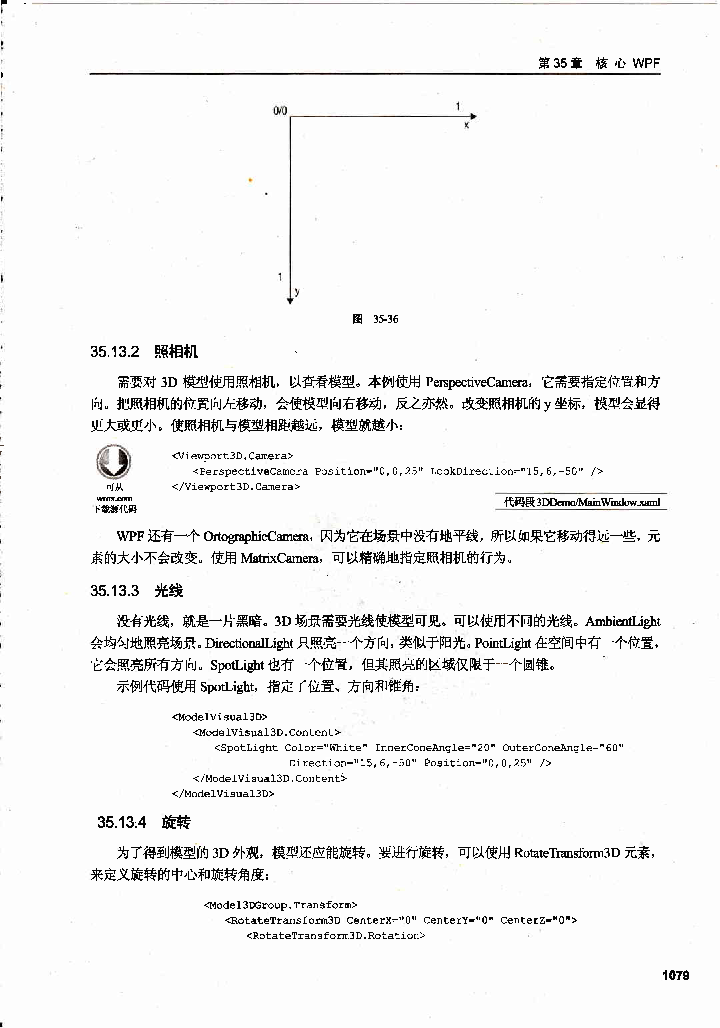 第35章 核 心 WPF
0/0
1
x
1
y
图 35-36
35.13.2 照相机
需要对 3D 模型使用照相机，以查看模型。本例使用 PerspectiveCamera，它需要指定位置和方
向。把照相机的位置向左移动，会使模型向右移动，反之亦然。改变照相机的 y 坐标，模型会显得
更大或更小。使照相机与模型相距越远，模型就越小：
<Viewport3D.Camera>
<PerspectiveCamera Position="0,0,25" LookDirection="15,6,-50" />
</Viewport3D.Camera>
可从
wrox.com
下载源代码
代码段 3DDemo/MainWindow.xaml
WPF 还有一个 OrtographicCamera，因为它在场景中没有地平线，所以如果它移动得远一些，元
素的大小不会改变。使用 MatrixCamera，可以精确地指定照相机的行为。
35.13.3 光线
没有光线，就是一片黑暗。3D 场景需要光线使模型可见。可以使用不同的光线。AmbientLight
会均匀地照亮场景。DirectionalLight 只照亮一个方向，类似于阳光。PointLight 在空间中有一个位置，
它会照亮所有方向。SpotLight 也有一个位置，但其照亮的区域仅限于一个圆锥。
示例代码使用 SpotLight，指定了位置、方向和锥角：
<ModelVisual3D>
<ModelVisual3D.Content>
<SpotLight Color="White" InnerConeAngle="20" OuterConeAngle="60"
Direction="15,6,-50" Position="0,0,25" />
</ModelVisual3D.Content>
</ModelVisual3D>
35.13.4 旋转
为了得到模型的 3D 外观，模型还应能旋转。要进行旋转，可以使用 RotateTransform3D 元素，
来定义旋转的中心和旋转角度：
<Model3DGroup.Transform>
<RotateTransform3D CenterX="0" CenterY="0" CenterZ="0">
<RotateTransform3D.Rotation>
1079